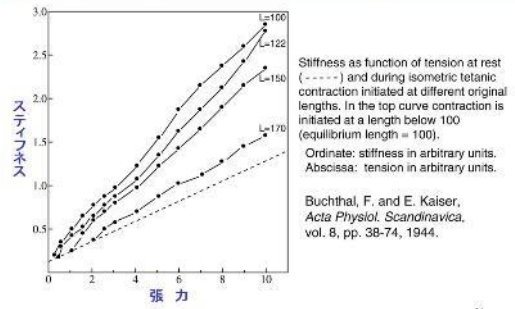 3.0
2.5
2.0
1.5
1.0
0.5
スティフネス
L=100
L=122
L=150
L=170
0 2 4 6 8 10
張 力
Stiffness as function of tension at rest
( - - - - - ) and during isometric tetanic
contraction initiated at different original
lengths. In the top curve contraction is
initiated at a length below 100
(equilibrium length = 100).
Ordinate: stiffness in arbitrary units.
Abscissa: tension in arbitrary units.
Buchthal, F. and E. Kaiser,
Acta Physiol. Scandinavica,
vol. 8, pp. 38-74, 1944.